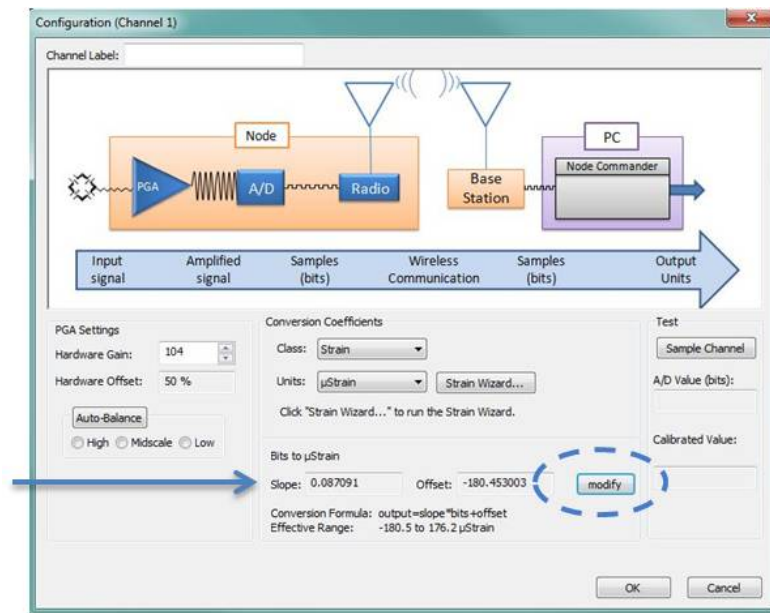 Configuration (Channel 1)
Channel Label:
Node
PC
Node Commander
PGA
A/D
Radio
Base
Station
Input
signal
Amplified
signal
Samples
(bits)
Wireless
Communication
Samples
(bits)
Output
Units
PGA Settings
Hardware Gain: 104
Hardware Offset: 50 %
Auto-Balance
High Midscale Low
Conversion Coefficients
Class: Strain
Units: µStrain Strain Wizard...
Click "Strain Wizard..." to run the Strain Wizard.
Bits to µStrain
Slope: 0.087091 Offset: -180.453003 modify
Conversion Formula: output=slope*bits+offset
Effective Range: -180.5 to 176.2 µStrain
Test
Sample Channel
A/D Value (bits):
Calibrated Value:
OK Cancel